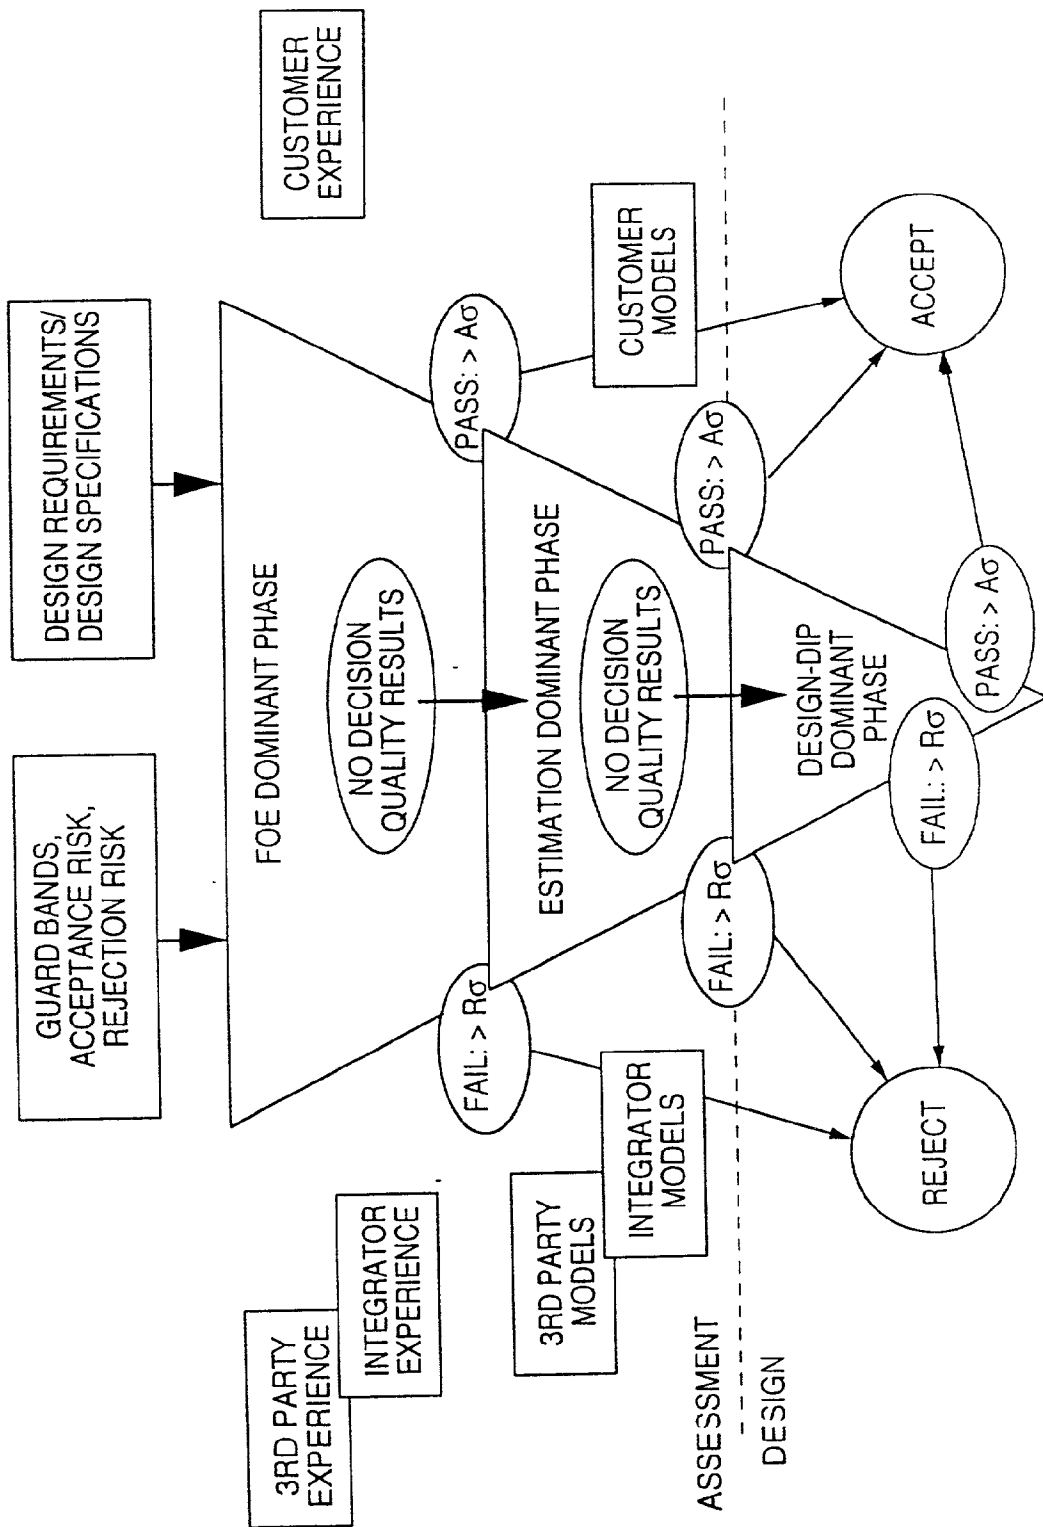 GUARD BANDS,
ACCEPTANCE RISK,
REJECTION RISK
DESIGN REQUIREMENTS/
DESIGN SPECIFICATIONS
3RD PARTY
EXPERIENCE
INTEGRATOR
EXPERIENCE
FOE DOMINANT PHASE
CUSTOMER
EXPERIENCE
NO DECISION
QUALITY RESULTS
FAIL: > Rσ
PASS: > Aσ
3RD PARTY
MODELS
INTEGRATOR
MODELS
ESTIMATION DOMINANT PHASE
CUSTOMER
MODELS
NO DECISION
QUALITY RESULTS
FAIL: > Rσ
PASS: > Aσ
ASSESSMENT
DESIGN
DESIGN-DIP
DOMINANT
PHASE
REJECT
FAIL: > Rσ
PASS: > Aσ
ACCEPT